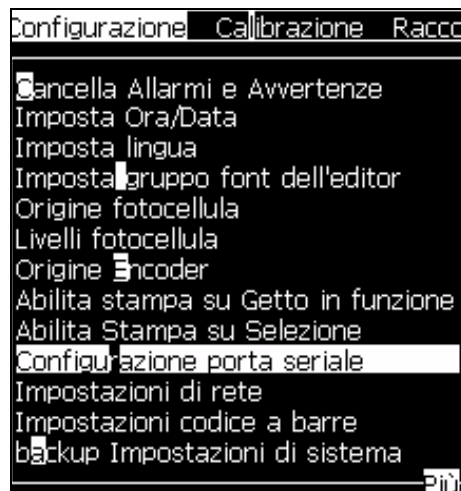 Configurazione Calibrazione Racco
Cancella Allarmi e Avvertenze
Imposta Ora/Data
Imposta lingua
Imposta gruppo font dell'editor
Origine fotocellula
Livelli fotocellula
Origine Encoder
Abilita stampa su Getto in funzione
Abilita Stampa su Selezione
Configurazione porta seriale
Impostazioni di rete
Impostazioni codice a barre
backup Impostazioni di sistema
Più